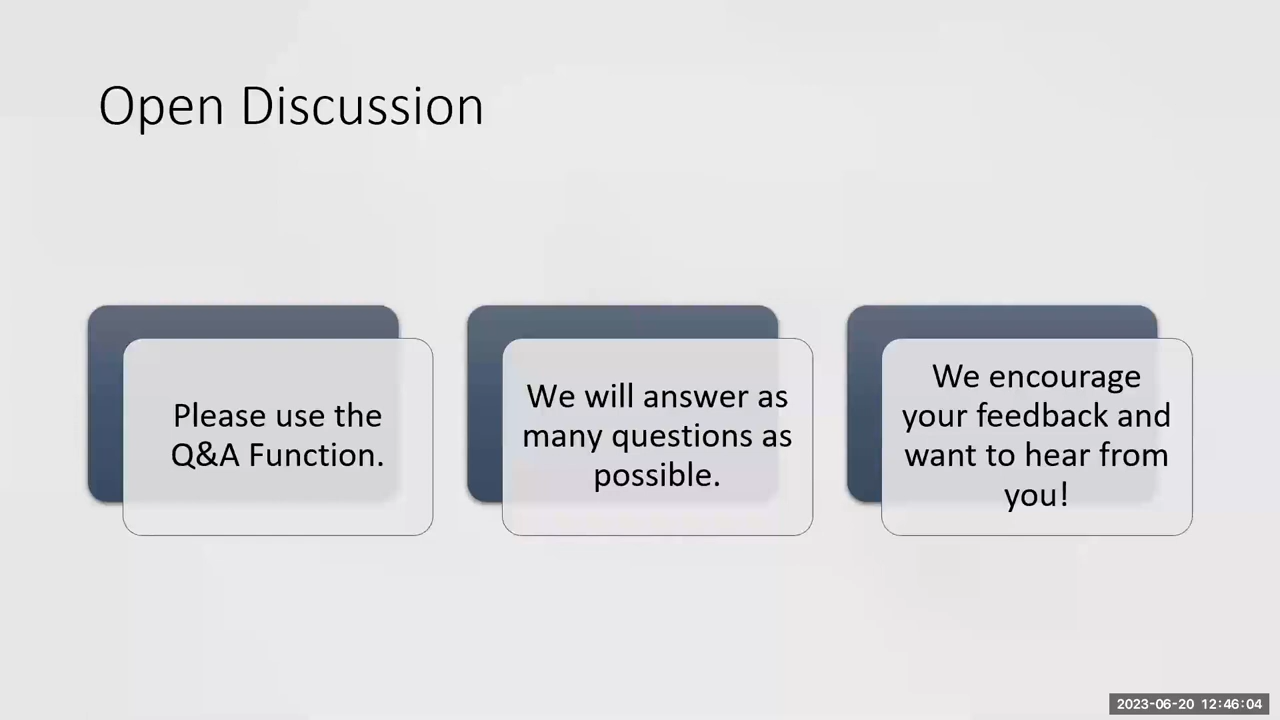 Open Discussion
Please use the
Q&A Function.
We will answer as
many questions as
possible.
We encourage
your feedback and
want to hear from
you!
2023-06-20 12:46:04